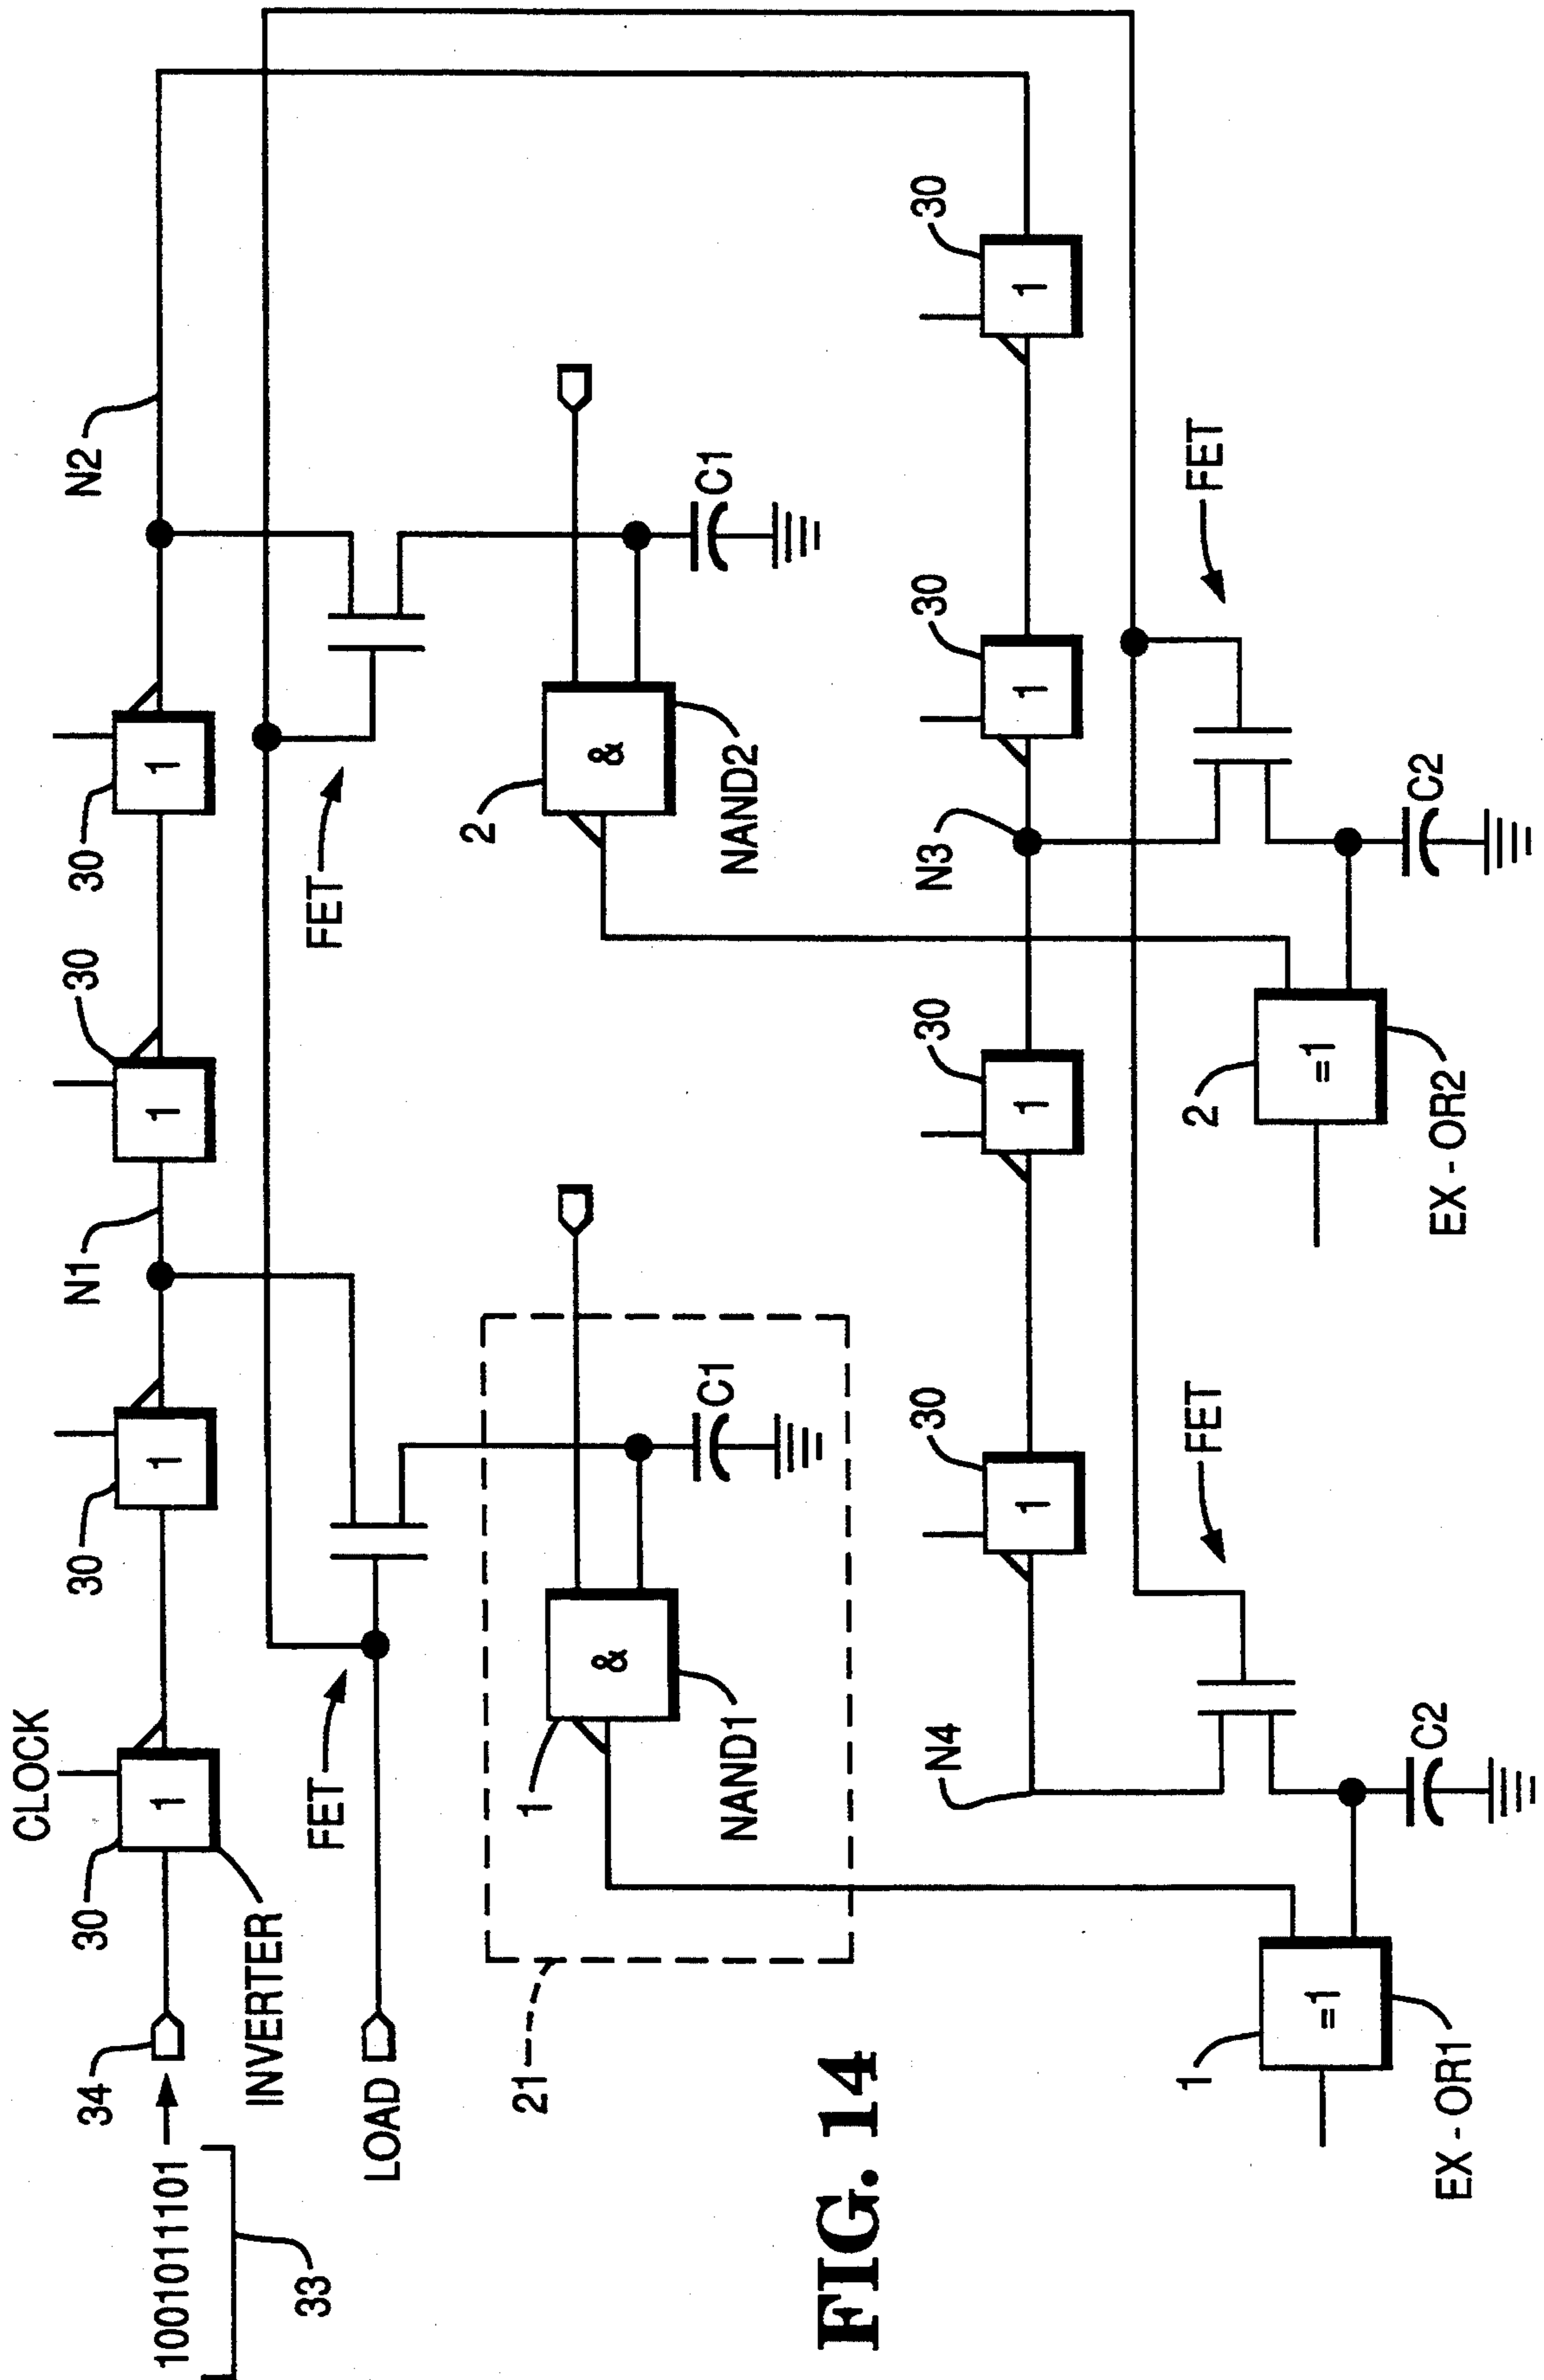 CLOCK
34 30 30 N1 30 30 N2
1001011101 1 1 1 1
INVERTER
33 FET FET
LOAD
2
21 1
& &
C1 C1
NAND1 NAND2
FIG. 14
N4 30 30 N3 30 30
1 1 1 1
FET FET
1 2
=1 =1
C2 C2
EX - OR1 EX - OR2